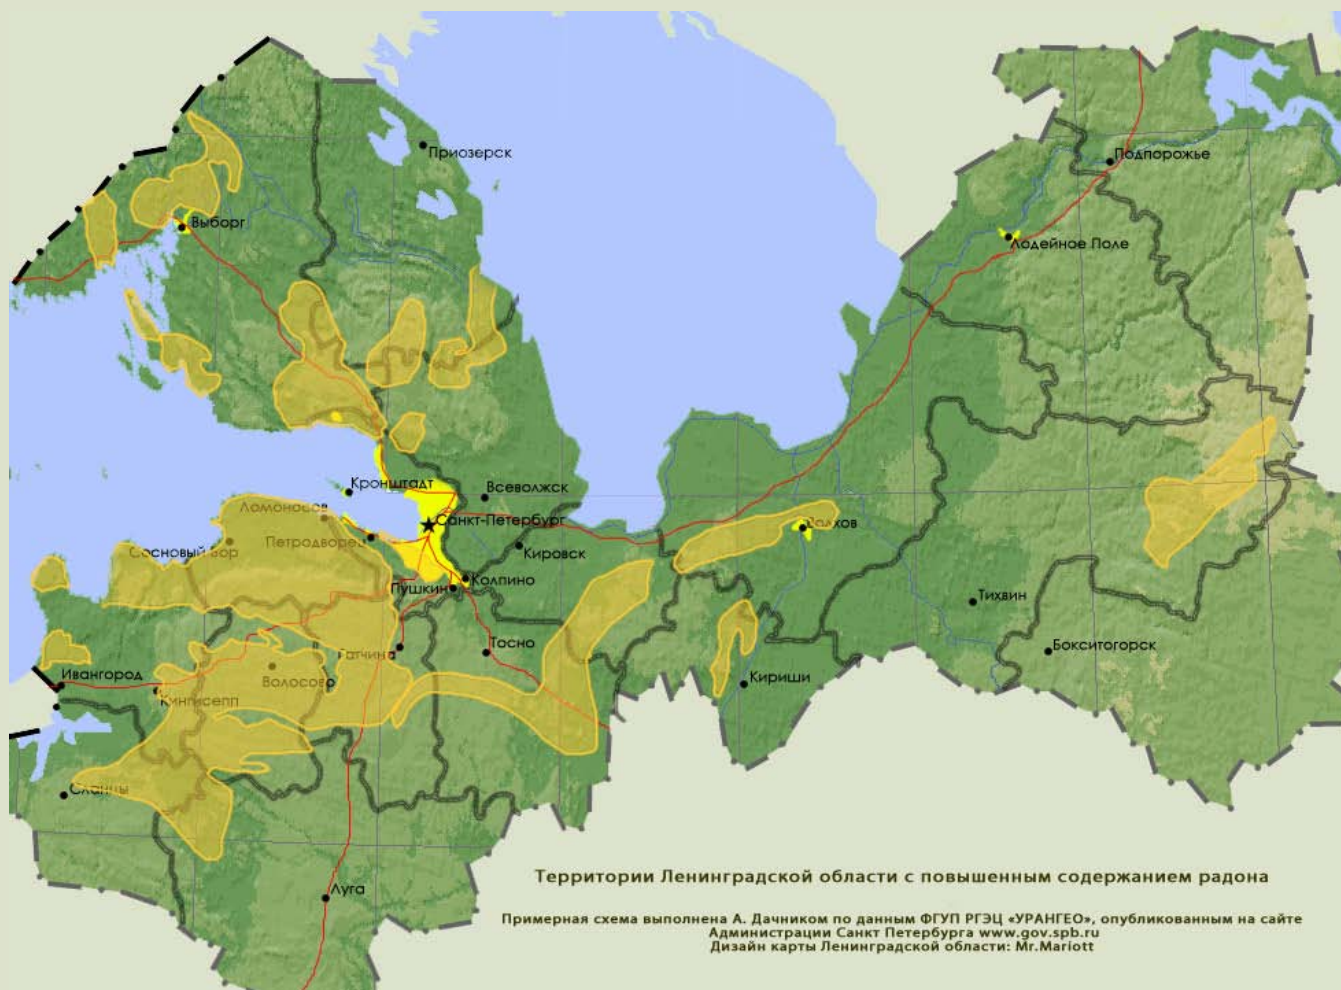 Приозерск
Подпорожье
Выборг
Лодейное Поле
Кронштадт
Всеволжск
Ломоносов
Санкт-Петербург
Волхов
Петродворец
Сосновый Бор
Кировск
Колпино
Пушкин
Тихвин
Тосно
Гатчина
Бокситогорск
Ивангород
Волосово
Кириши
Кингисепп
Сланцы
Луга
Территории Ленинградской области с повышенным содержанием радона
Примерная схема выполнена А. Дачником по данным ФГУП РГЭЦ «УРАНГЕО», опубликованным на сайте
Администрации Санкт Петербурга www.gov.spb.ru
Дизайн карты Ленинградской области: Mr.Mariott